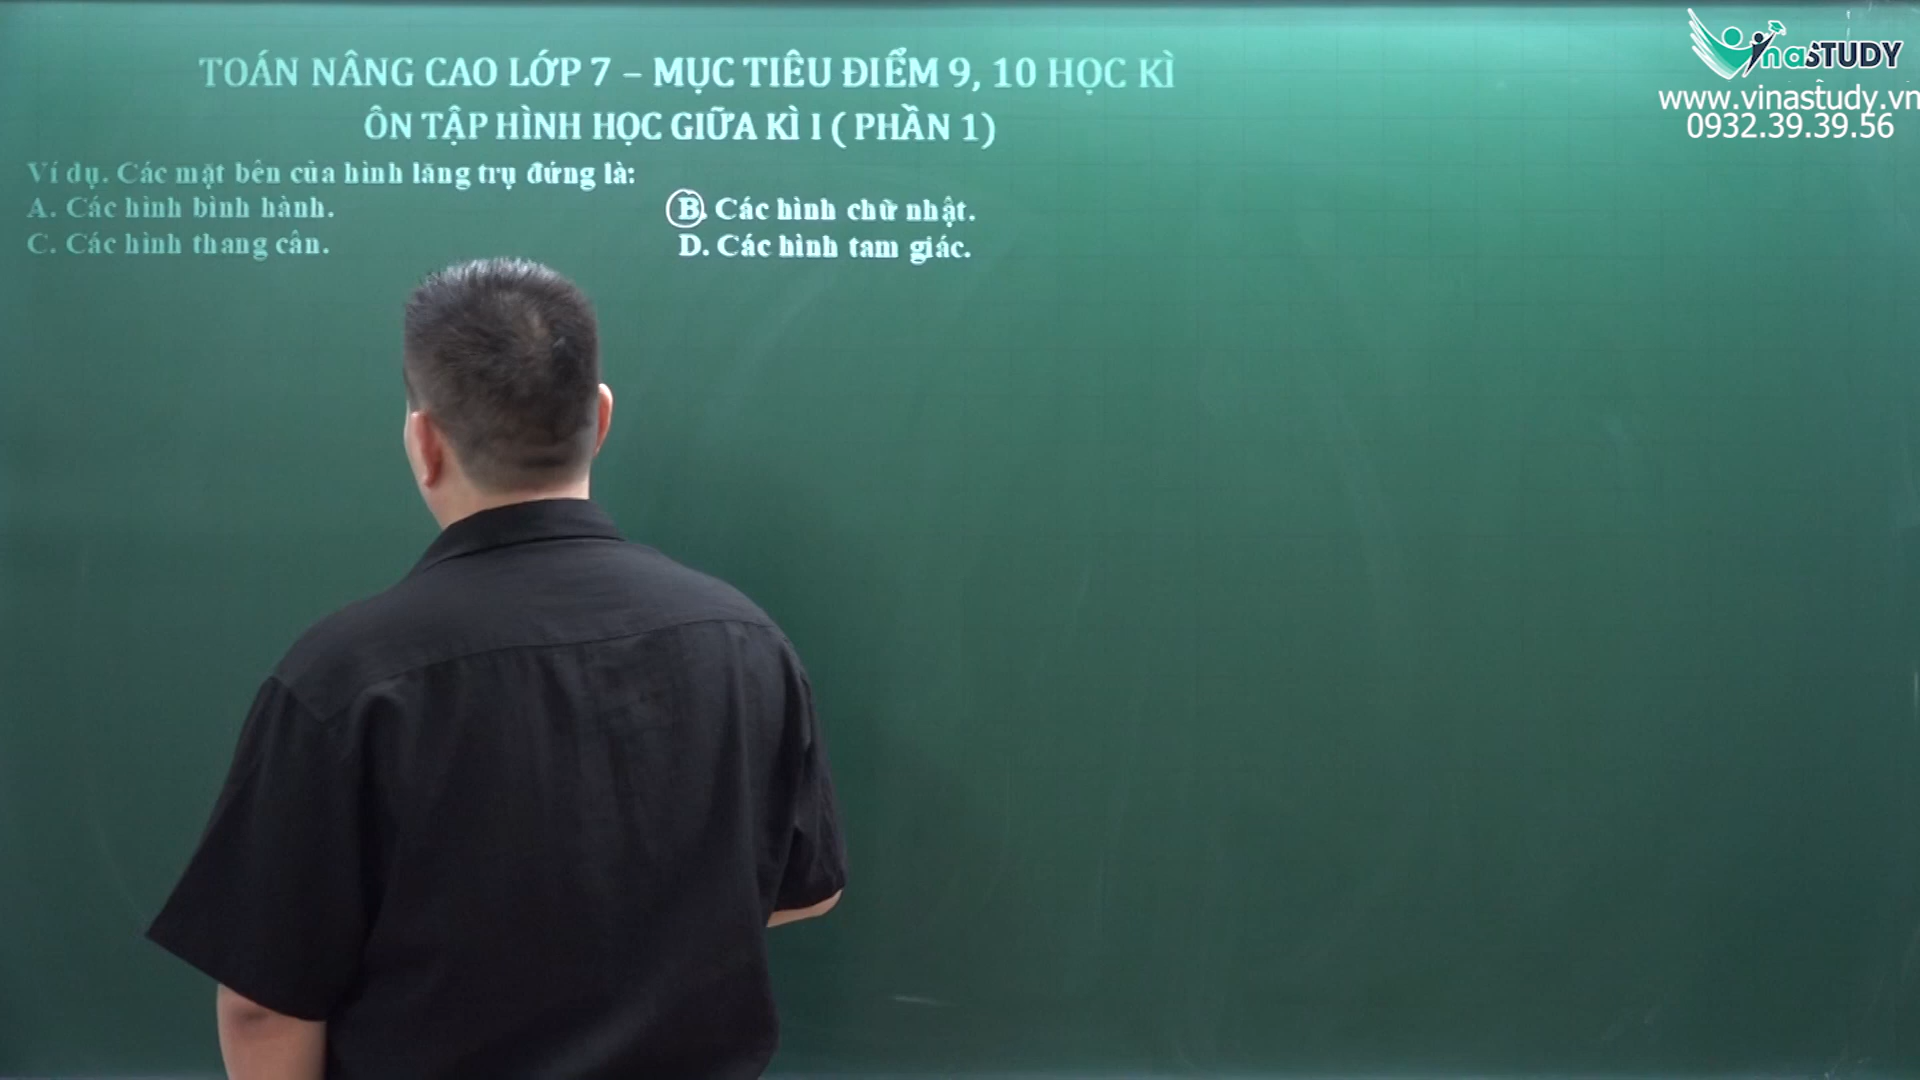 TOÁN NÂNG CAO LỚP 7 – MỤC TIÊU ĐIỂM 9, 10 HỌC KÌ
ÔN TẬP HÌNH HỌC GIỮA KÌ I ( PHẦN 1)
Ví dụ. Các mặt bên của hình lăng trụ đứng là:
A. Các hình bình hành.
B. Các hình chữ nhật.
C. Các hình thang cân.
D. Các hình tam giác.
VinaSTUDY
www.vinastudy.vn
0932.39.39.56